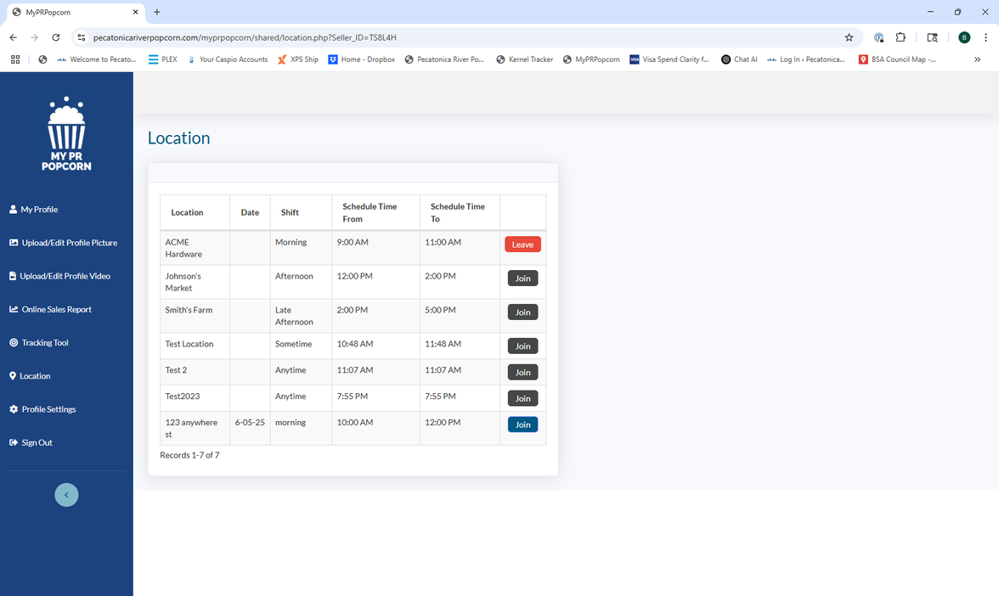 MyPRPopcorn
pecatonicariverpopcorn.com/myprpopcorn/shared/location.php?Seller_ID=TS8L4H
B
Welcome to Pecato...
PLEX
Your Caspio Accounts
XPS Ship
Home - Dropbox
Pecatonica River Po...
Kernel Tracker
MyPRPopcorn
VISA
Visa Spend Clarity f...
Chat AI
Log In ‹ Pecatonica...
BSA Council Map -...
MY PR
POPCORN
My Profile
Upload/Edit Profile Picture
Upload/Edit Profile Video
Online Sales Report
Tracking Tool
Location
Profile Settings
Sign Out
Location
Location Date Shift Schedule Time From Schedule Time To
ACME Hardware Morning 9:00 AM 11:00 AM Leave
Johnson's Market Afternoon 12:00 PM 2:00 PM Join
Smith's Farm Late Afternoon 2:00 PM 5:00 PM Join
Test Location Sometime 10:48 AM 11:48 AM Join
Test 2 Anytime 11:07 AM 11:07 AM Join
Test2023 Anytime 7:55 PM 7:55 PM Join
123 anywhere st 6-05-25 morning 10:00 AM 12:00 PM Join
Records 1-7 of 7